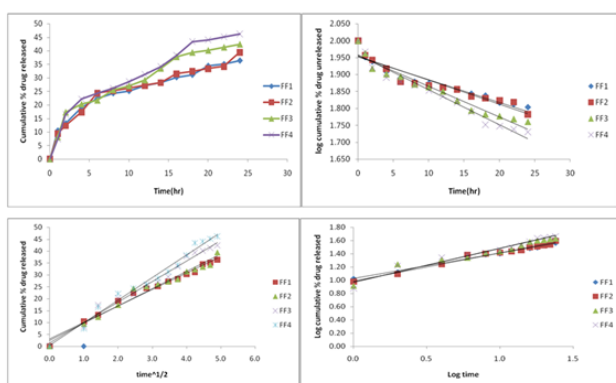 Cumulative % drug released
50
45
40
35
30
25
20
15
10
5
0
0 5 10 15 20 25 30
Time(hr)
FF1
FF2
FF3
FF4
log cumulative % drug unreleased
2.050
2.000
1.950
1.900
1.850
1.800
1.750
1.700
1.650
0 5 10 15 20 25 30
Time(hr)
FF1
FF2
FF3
FF4
Cumulative % drug released
50
45
40
35
30
25
20
15
10
5
0
0.0 1.0 2.0 3.0 4.0 5.0 6.0
time^1/2
FF1
FF2
FF3
FF4
Log cumulative % drug released
1.80
1.60
1.40
1.20
1.00
0.80
0.60
0.40
0.20
0.00
0.0 0.5 1.0 1.5
Log time
FF1
FF2
FF3
FF4